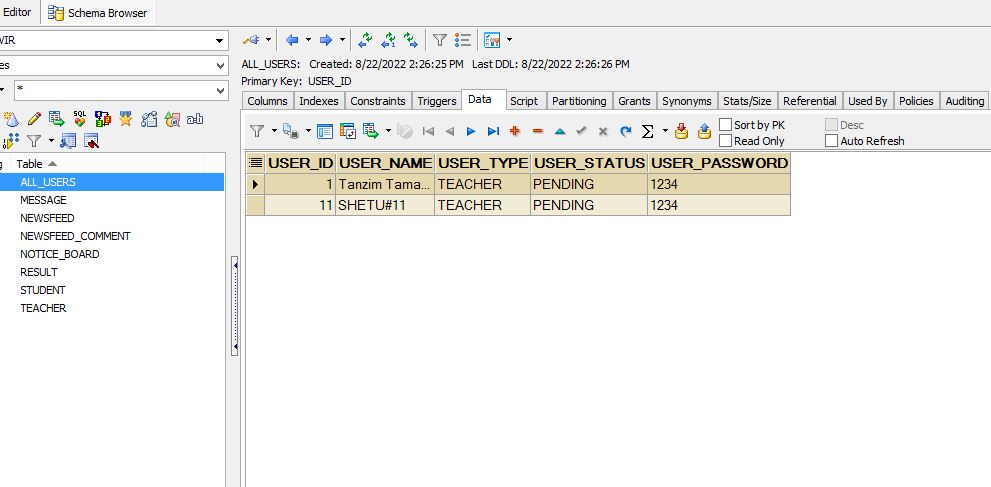 Editor Schema Browser
WIR
es
*
ALL_USERS: Created: 8/22/2022 2:26:25 PM Last DDL: 8/22/2022 2:26:26 PM
Primary Key: USER_ID
Columns Indexes Constraints Triggers Data Script Partitioning Grants Synonyms Stats/Size Referential Used By Policies Auditing
SQL
a-b
Sort by PK Desc
Read Only Auto Refresh
g Table
ALL_USERS
MESSAGE
NEWSFEED
NEWSFEED_COMMENT
NOTICE_BOARD
RESULT
STUDENT
TEACHER
USER_ID USER_NAME USER_TYPE USER_STATUS USER_PASSWORD
1 Tanzim Tama... TEACHER PENDING 1234
11 SHETU#11 TEACHER PENDING 1234